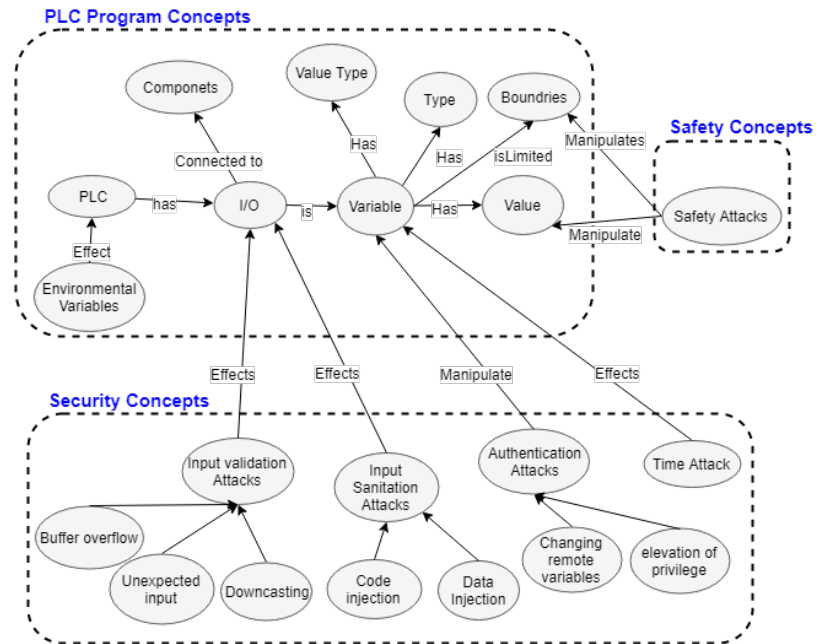 PLC Program Concepts
Componets
Value Type
Type
Boundries
Safety Concepts
Manipulates
Connected to
Has
Has
isLimited
PLC
has
I/O
is
Variable
Has
Value
Safety Attacks
Manipulate
Effect
Environmental
Variables
Effects
Effects
Manipulate
Effects
Security Concepts
Input validation
Attacks
Input
Sanitation
Attacks
Authentication
Attacks
Time Attack
Buffer overflow
Unexpected
input
Downcasting
Code
injection
Data
Injection
Changing
remote
variables
elevation of
privilege